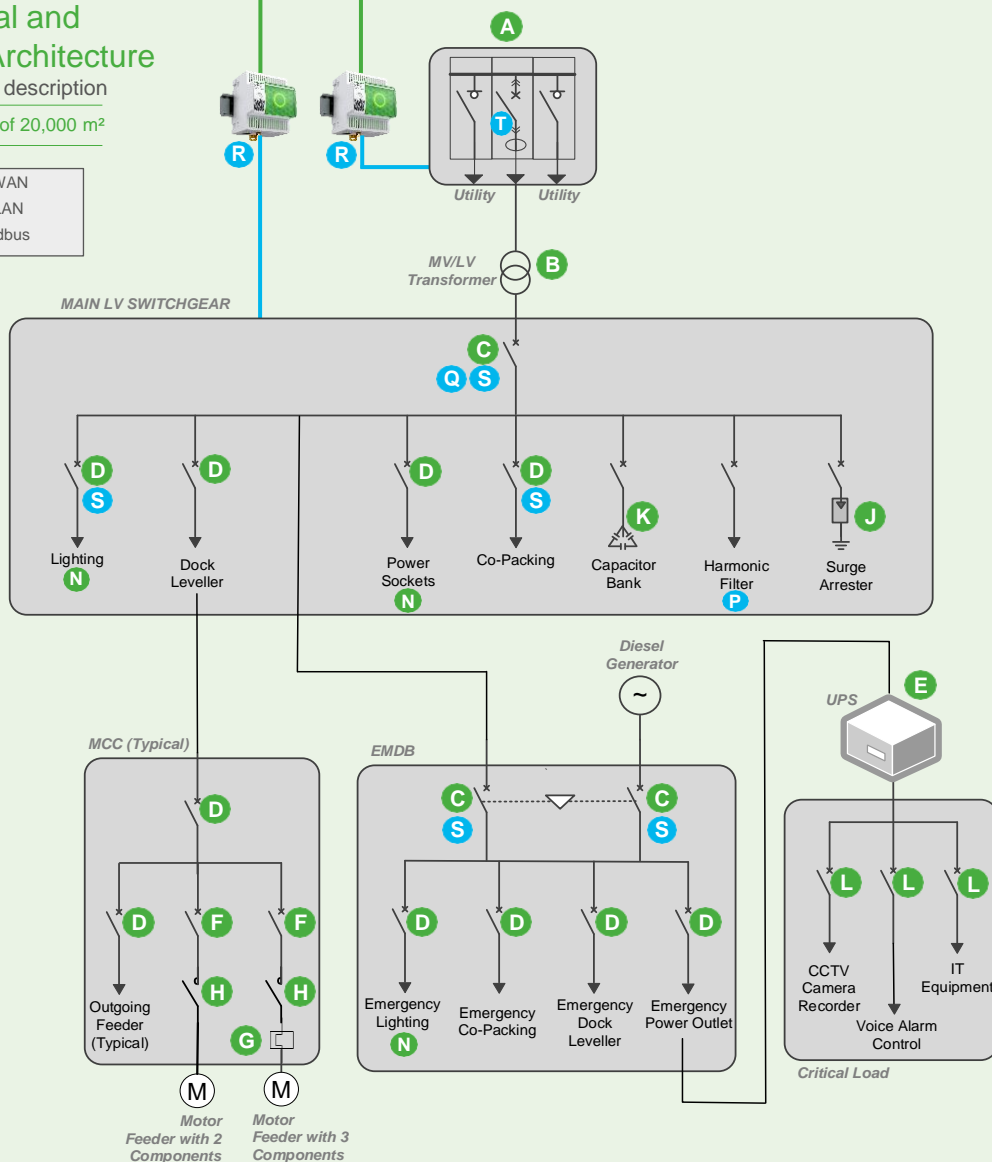 al and
Architecture
description
of 20,000 m²
WAN
LAN
dbus
A
T
R
R
Utility
Utility
MV/LV
Transformer
B
MAIN LV SWITCHGEAR
C
Q
S
D
S
D
D
D
S
K
J
Lighting
N
Dock
Leveller
Power
Sockets
N
Co-Packing
Capacitor
Bank
Harmonic
Filter
P
Surge
Arrester
Diesel
Generator
~
UPS
E
MCC (Typical)
D
D
F
F
H
H
G
Outgoing
Feeder
(Typical)
M
M
Motor
Feeder with 2
Components
Motor
Feeder with 3
Components
EMDB
C
S
C
S
D
D
D
D
Emergency
Lighting
N
Emergency
Co-Packing
Emergency
Dock
Leveller
Emergency
Power Outlet
L
L
L
CCTV
Camera
Recorder
Voice Alarm
Control
IT
Equipment
Critical Load